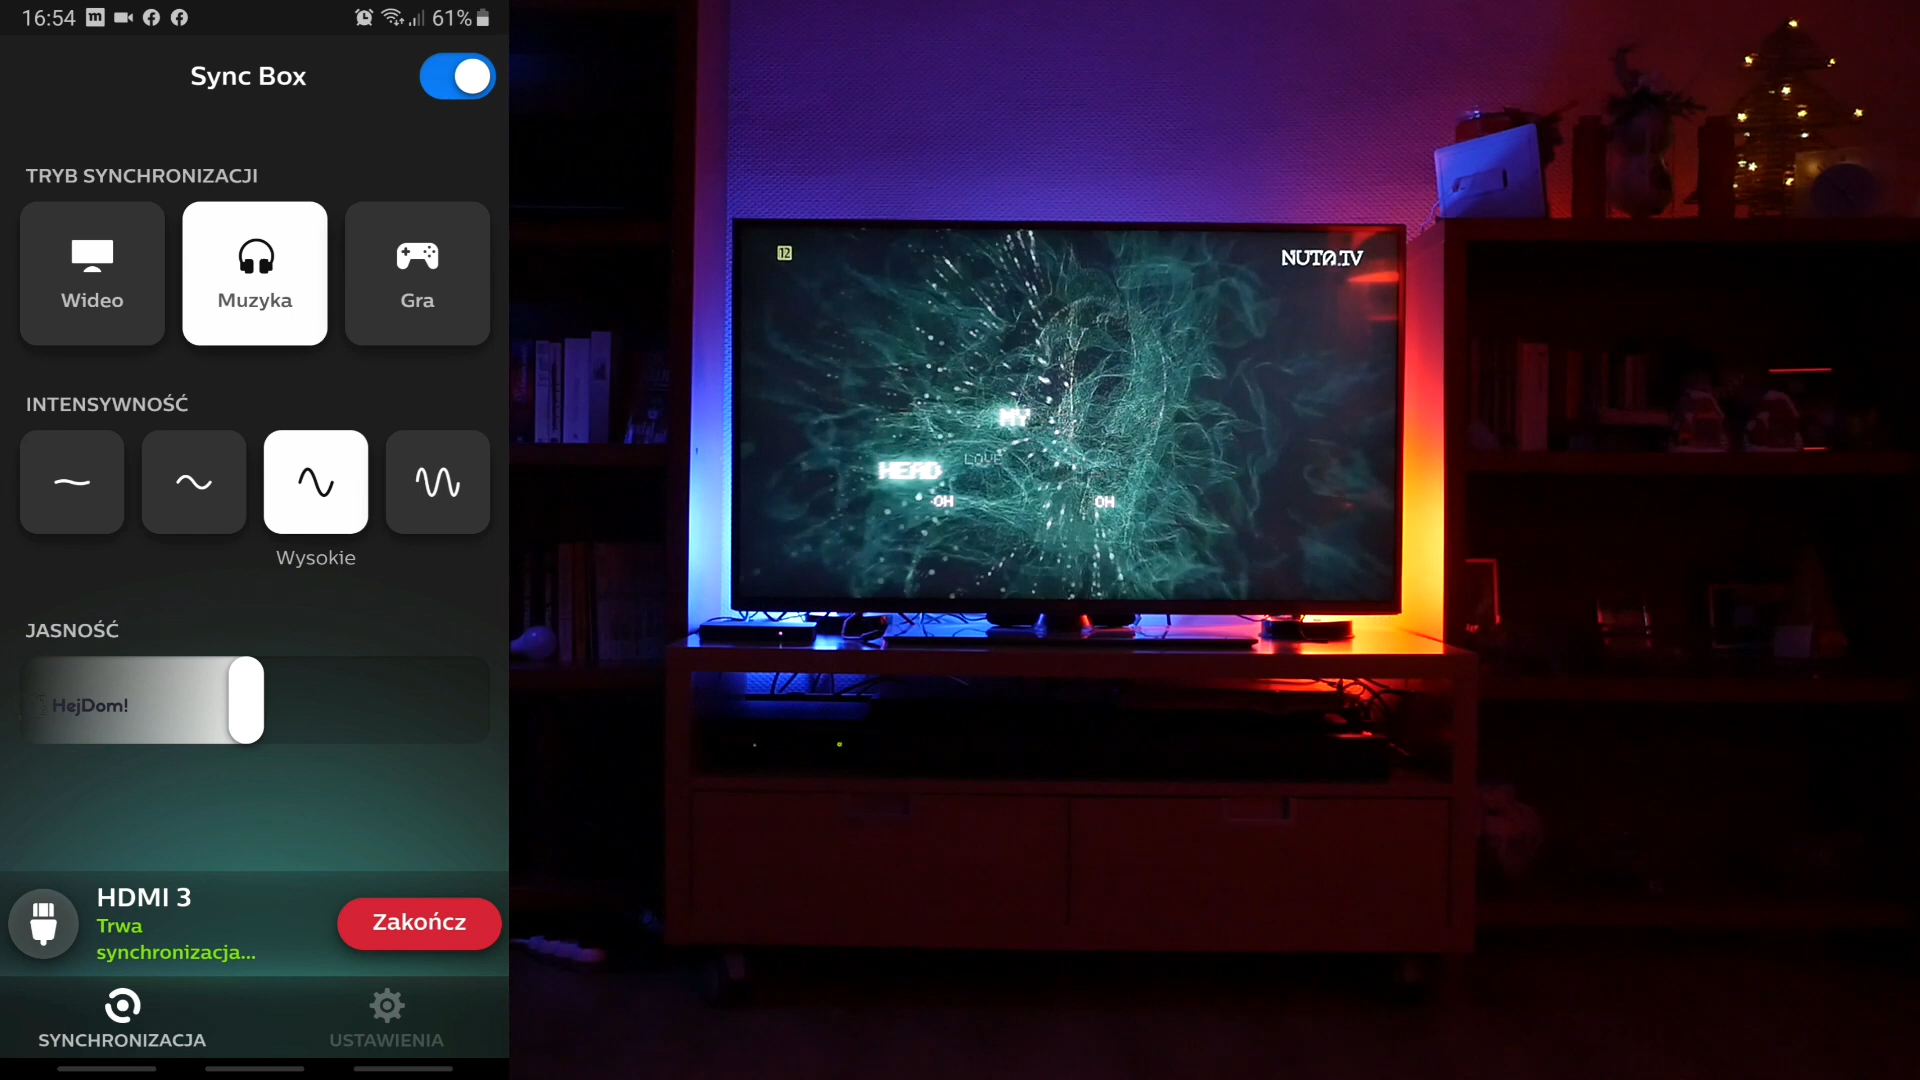 16:54
61%
Sync Box
TRYB SYNCHRONIZACJI
Wideo
Muzyka
Gra
INTENSYWNOŚĆ
Wysokie
JASNOŚĆ
HejDom!
HDMI 3
Trwa
synchronizacja...
Zakończ
SYNCHRONIZACJA
USTAWIENIA
12
NUTA.TV
MY
HEAD
LOVE
OH
OH